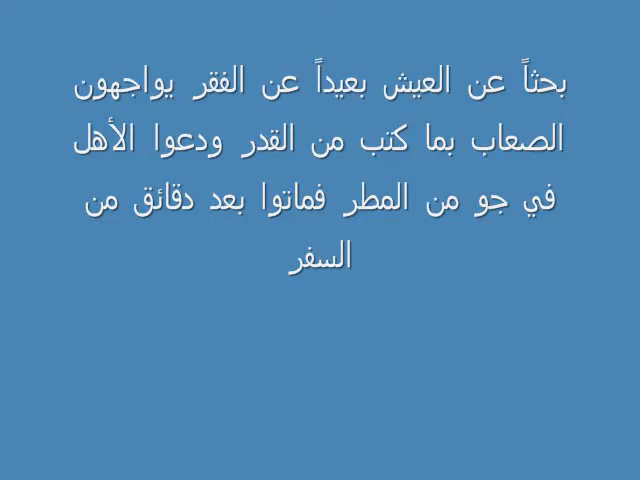 بحثاً عن العيش بعيداً عن الفقر يواجهون
الصعاب بما كتب من القدر ودعوا الأهل
في جو من المطر فماتوا بعد دقائق من
السفر